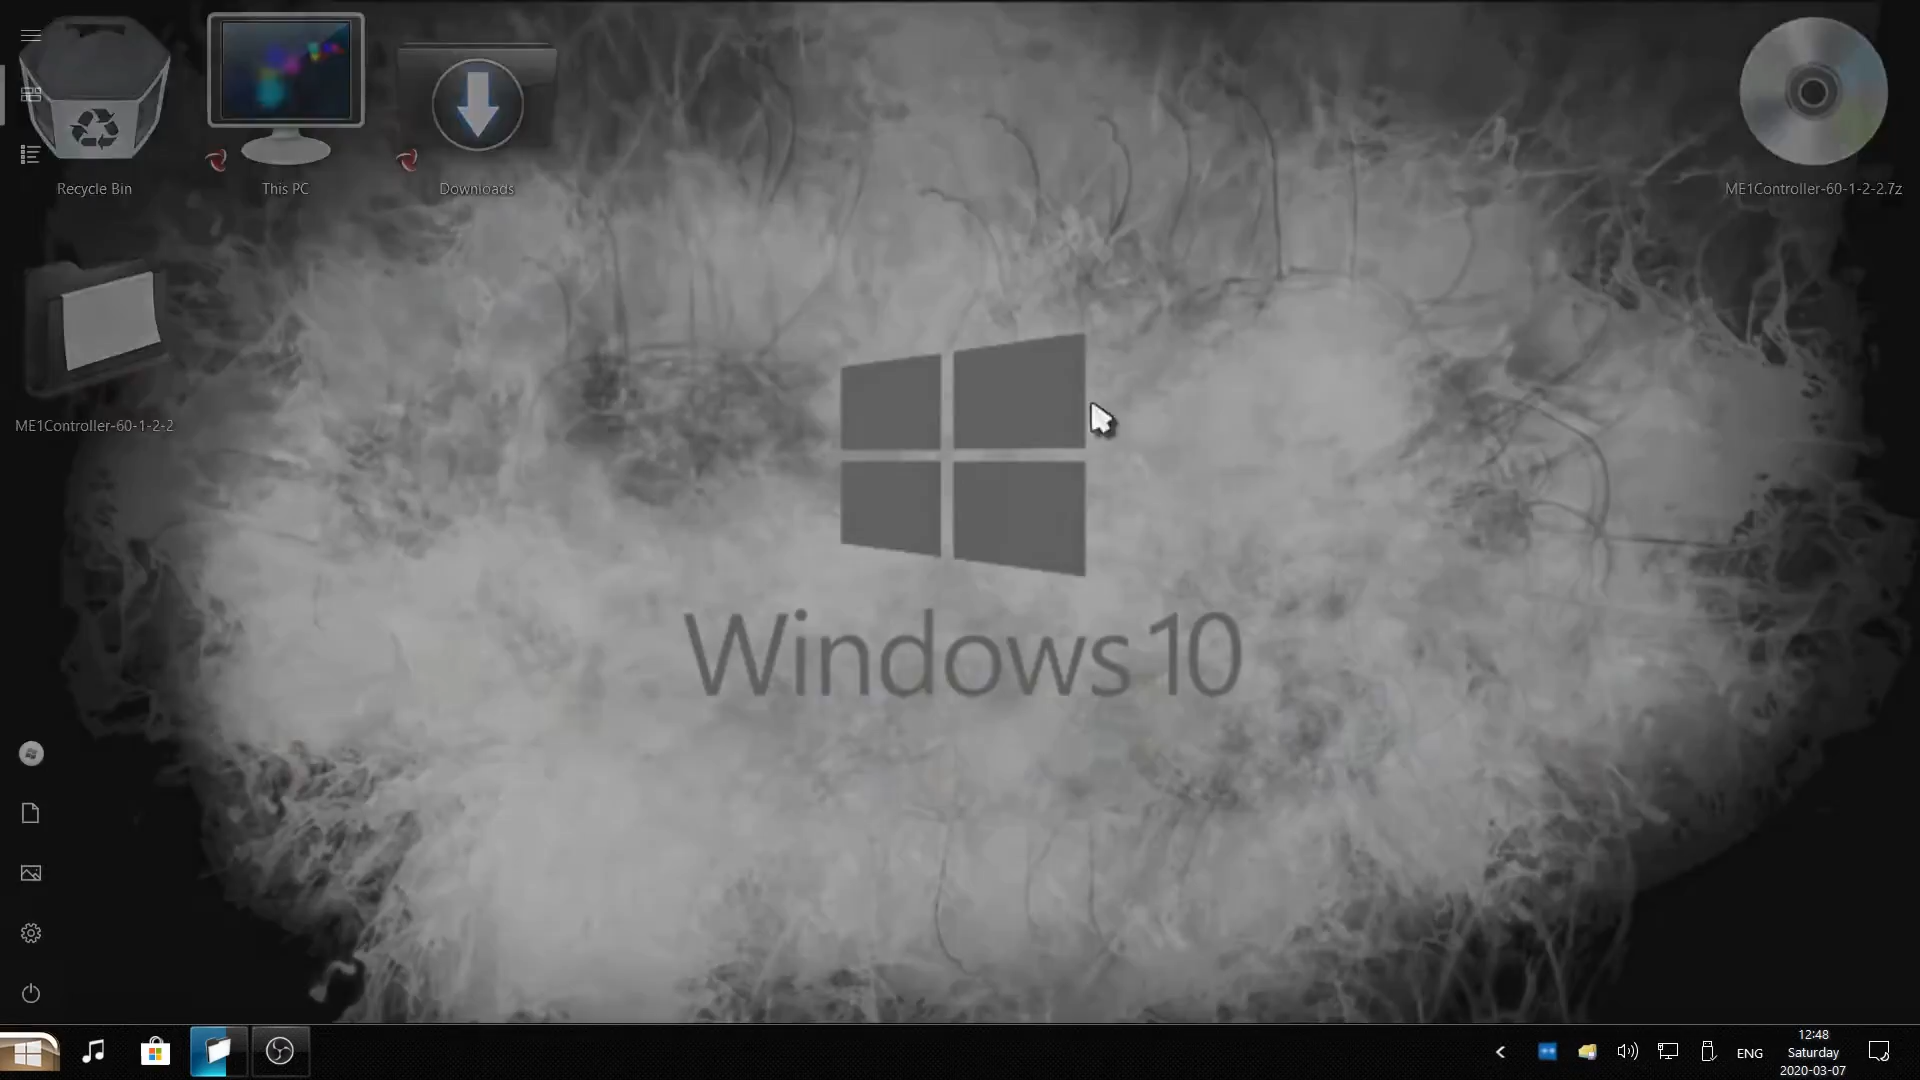 Recycle Bin
This PC
Downloads
ME1Controller-60-1-2-2.7z
ME1Controller-60-1-2-2
Windows 10
ENG
12:48
Saturday
2020-03-07